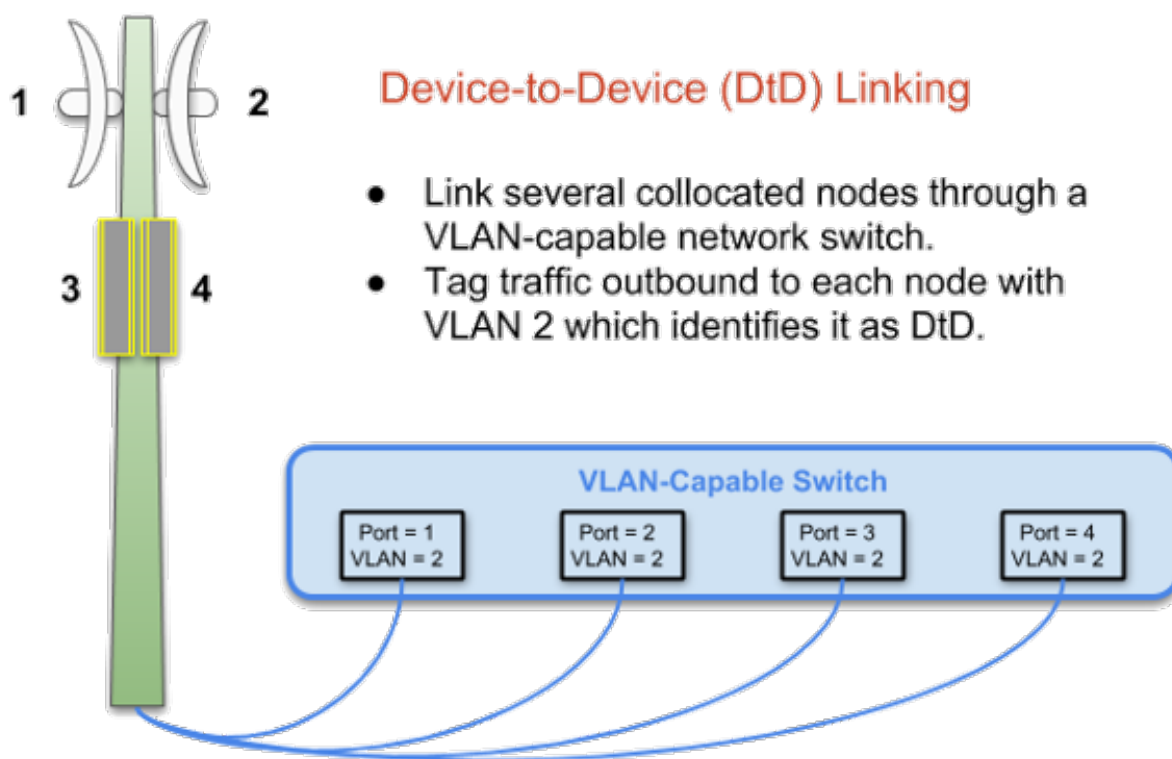 1
2
Device-to-Device (DtD) Linking
● Link several collocated nodes through a
VLAN-capable network switch.
● Tag traffic outbound to each node with
VLAN 2 which identifies it as DtD.
3
4
VLAN-Capable Switch
Port = 1
VLAN = 2
Port = 2
VLAN = 2
Port = 3
VLAN = 2
Port = 4
VLAN = 2